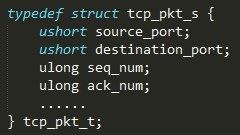 typedef struct tcp_pkt_s {
    ushort source_port;
    ushort destination_port;
    ulong seq_num;
    ulong ack_num;
    ......
} tcp_pkt_t;